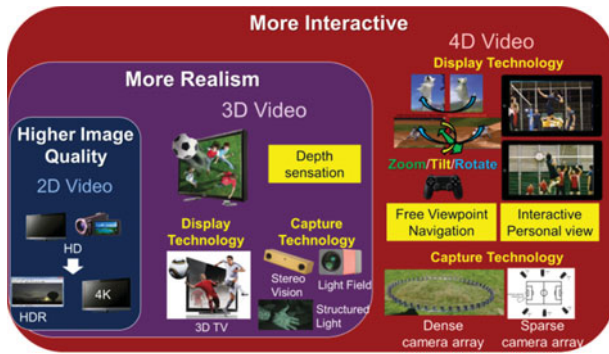 More Interactive
More Realism
Higher Image
Quality
2D Video
HD
HDR
4K
3D Video
Depth
sensation
Display
Technology
3D TV
Capture
Technology
Stereo
Vision
Light Field
Structured
Light
4D Video
Display Technology
Zoom/Tilt/Rotate
Free Viewpoint
Navigation
Interactive
Personal view
Capture Technology
Dense
camera array
Sparse
camera array